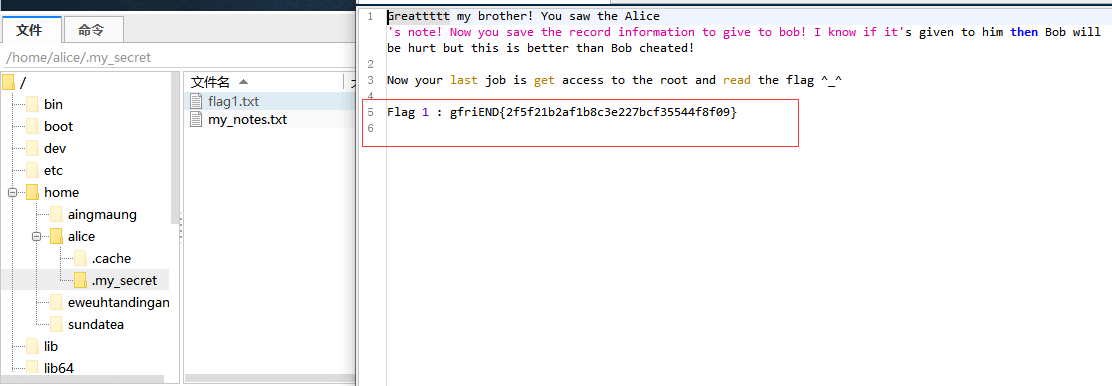 文件
命令
/home/alice/.my_secret
/
bin
boot
dev
etc
home
aingmaung
alice
.cache
.my_secret
eweuhtandingan
sundatea
lib
lib64
文件名
flag1.txt
my_notes.txt
1 Greattttt my brother! You saw the Alice
's note! Now you save the record information to give to bob! I know if it's given to him then Bob will
be hurt but this is better than Bob cheated!
2
3 Now your last job is get access to the root and read the flag ^_^
4
5 Flag 1 : gfriEND{2f5f21b2af1b8c3e227bcf35544f8f09}
6